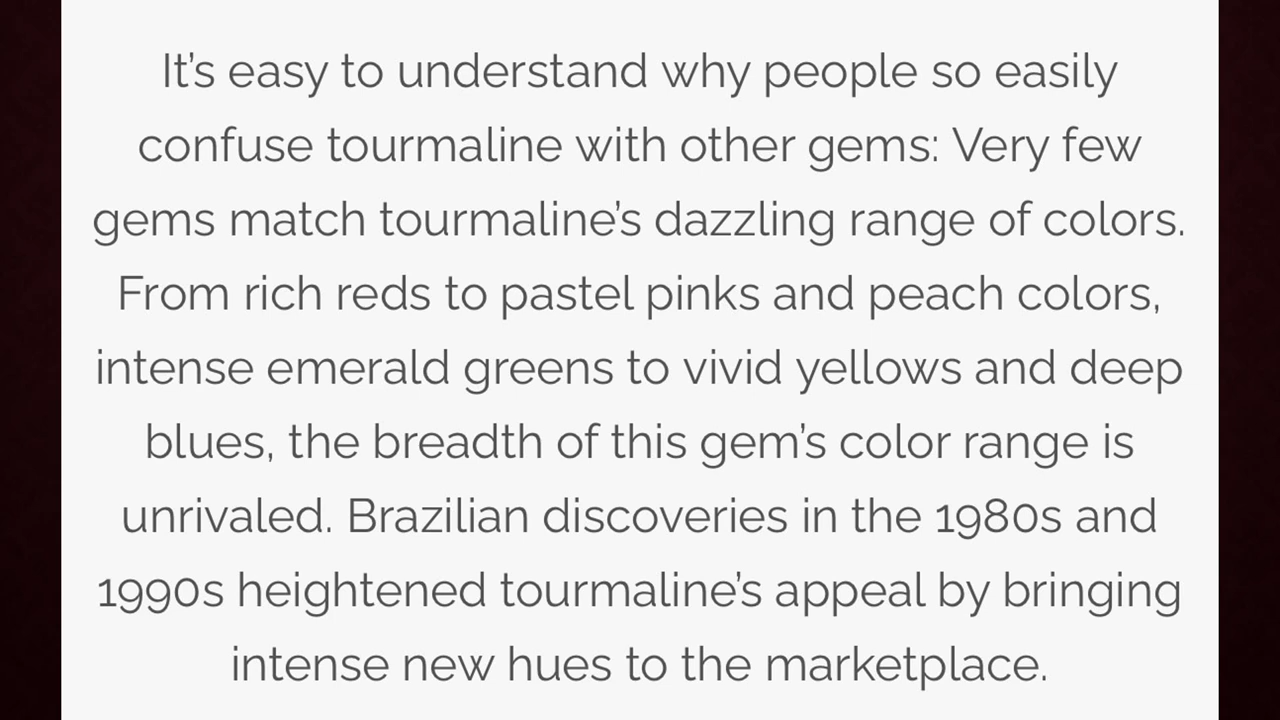 It’s easy to understand why people so easily
confuse tourmaline with other gems: Very few
gems match tourmaline’s dazzling range of colors.
From rich reds to pastel pinks and peach colors,
intense emerald greens to vivid yellows and deep
blues, the breadth of this gem’s color range is
unrivaled. Brazilian discoveries in the 1980s and
1990s heightened tourmaline’s appeal by bringing
intense new hues to the marketplace.